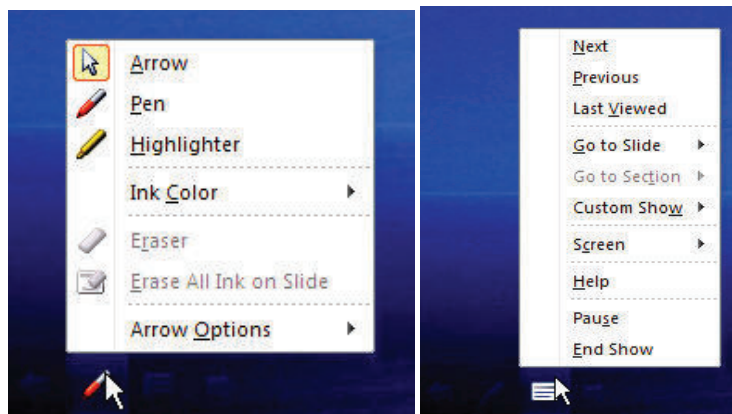 Arrow
Pen
Highlighter
Ink Color
Eraser
Erase All Ink on Slide
Arrow Options
Next
Previous
Last Viewed
Go to Slide
Go to Section
Custom Show
Screen
Help
Pause
End Show